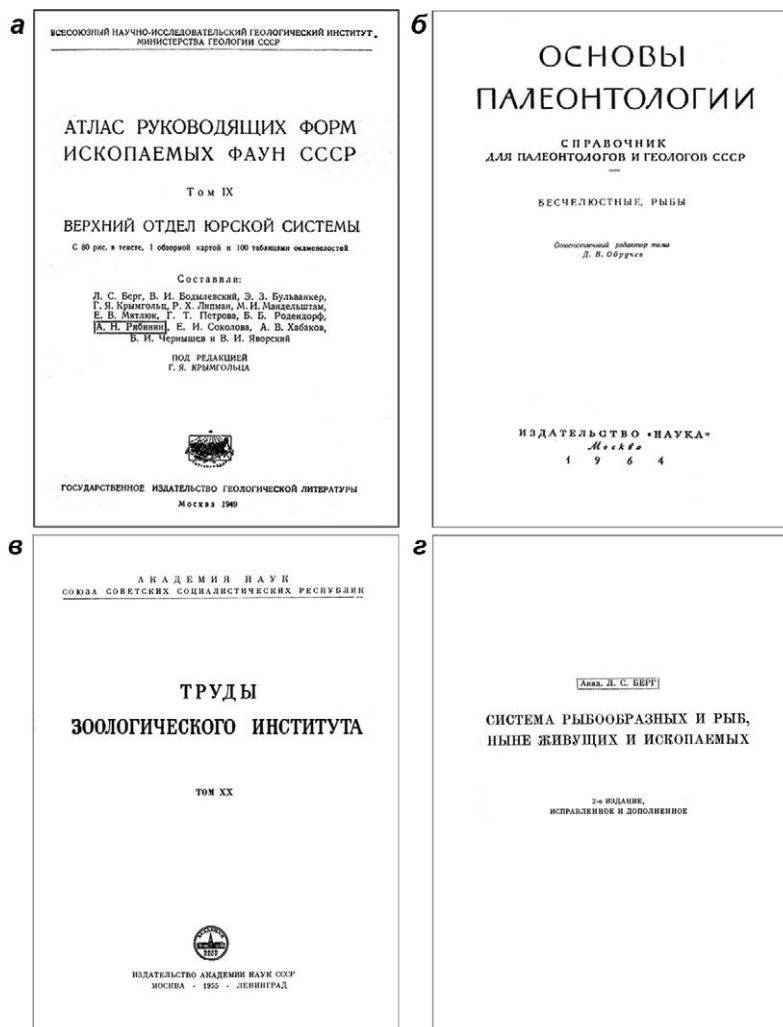 а
ВСЕСОЮЗНЫЙ НАУЧНО-ИССЛЕДОВАТЕЛЬСКИЙ ГЕОЛОГИЧЕСКИЙ ИНСТИТУТ
МИНИСТЕРСТВА ГЕОЛОГИИ СССР
АТЛАС РУКОВОДЯЩИХ ФОРМ
ИСКОПАЕМЫХ ФАУН СССР
Том IX
ВЕРХНИЙ ОТДЕЛ ЮРСКОЙ СИСТЕМЫ
С 80 рис. в тексте, 1 обзорной картой и 100 таблицами окаменелостей
Составили:
Л. С. Берг, В. И. Бодылевский, Э. З. Бульванкер,
Г. Я. Крымгольц, Р. Х. Липман, М. И. Мандельштам,
Е. В. Мятлюк, Г. Т. Петрова, Б. Б. Родендорф,
А. Н. Рябинин, Е. И. Соколова, А. В. Хабаков,
Б. И. Чернышев и В. И. Яворский
ПОД РЕДАКЦИЕЙ
Г. Я. КРЫМГОЛЬЦА
ГОСУДАРСТВЕННОЕ ИЗДАТЕЛЬСТВО ГЕОЛОГИЧЕСКОЙ ЛИТЕРАТУРЫ
Москва 1949
б
ОСНОВЫ
ПАЛЕОНТОЛОГИИ
СПРАВОЧНИК
ДЛЯ ПАЛЕОНТОЛОГОВ И ГЕОЛОГОВ СССР
БЕСЧЕЛЮСТНЫЕ, РЫБЫ
Ответственный редактор тома
Д. В. Обручев
ИЗДАТЕЛЬСТВО «НАУКА»
Москва
1964
в
АКАДЕМИЯ НАУК
СОЮЗА СОВЕТСКИХ СОЦИАЛИСТИЧЕСКИХ РЕСПУБЛИК
ТРУДЫ
ЗООЛОГИЧЕСКОГО ИНСТИТУТА
ТОМ XX
ИЗДАТЕЛЬСТВО АКАДЕМИИ НАУК СССР
МОСКВА · 1955 · ЛЕНИНГРАД
г
Акад. Л. С. БЕРГ
СИСТЕМА РЫБООБРАЗНЫХ И РЫБ,
НЫНЕ ЖИВУЩИХ И ИСКОПАЕМЫХ
2-е ИЗДАНИЕ,
ИСПРАВЛЕННОЕ И ДОПОЛНЕННОЕ